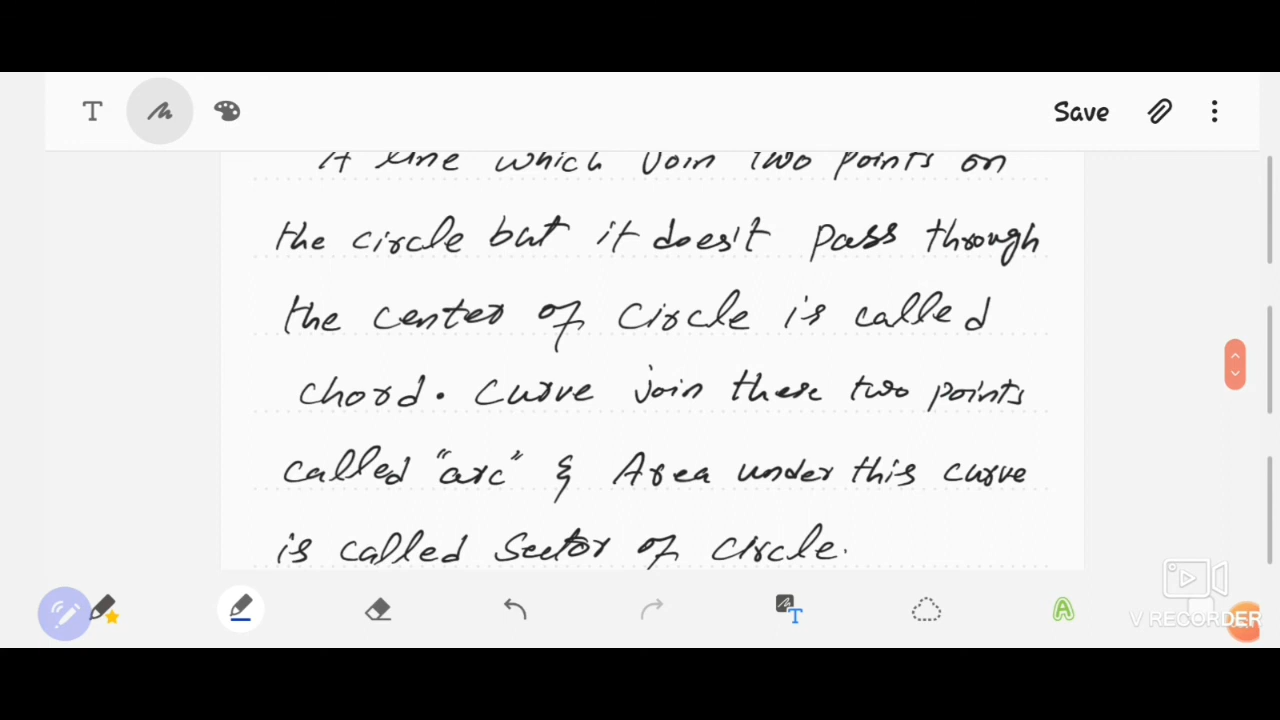 T
Save
A line which join two points on
the circle but it does't pass through
the center of circle is called
chord. Curve join these two points
called "arc" & Area under this curve
is called Sector of circle.
T
A
V RECORDER